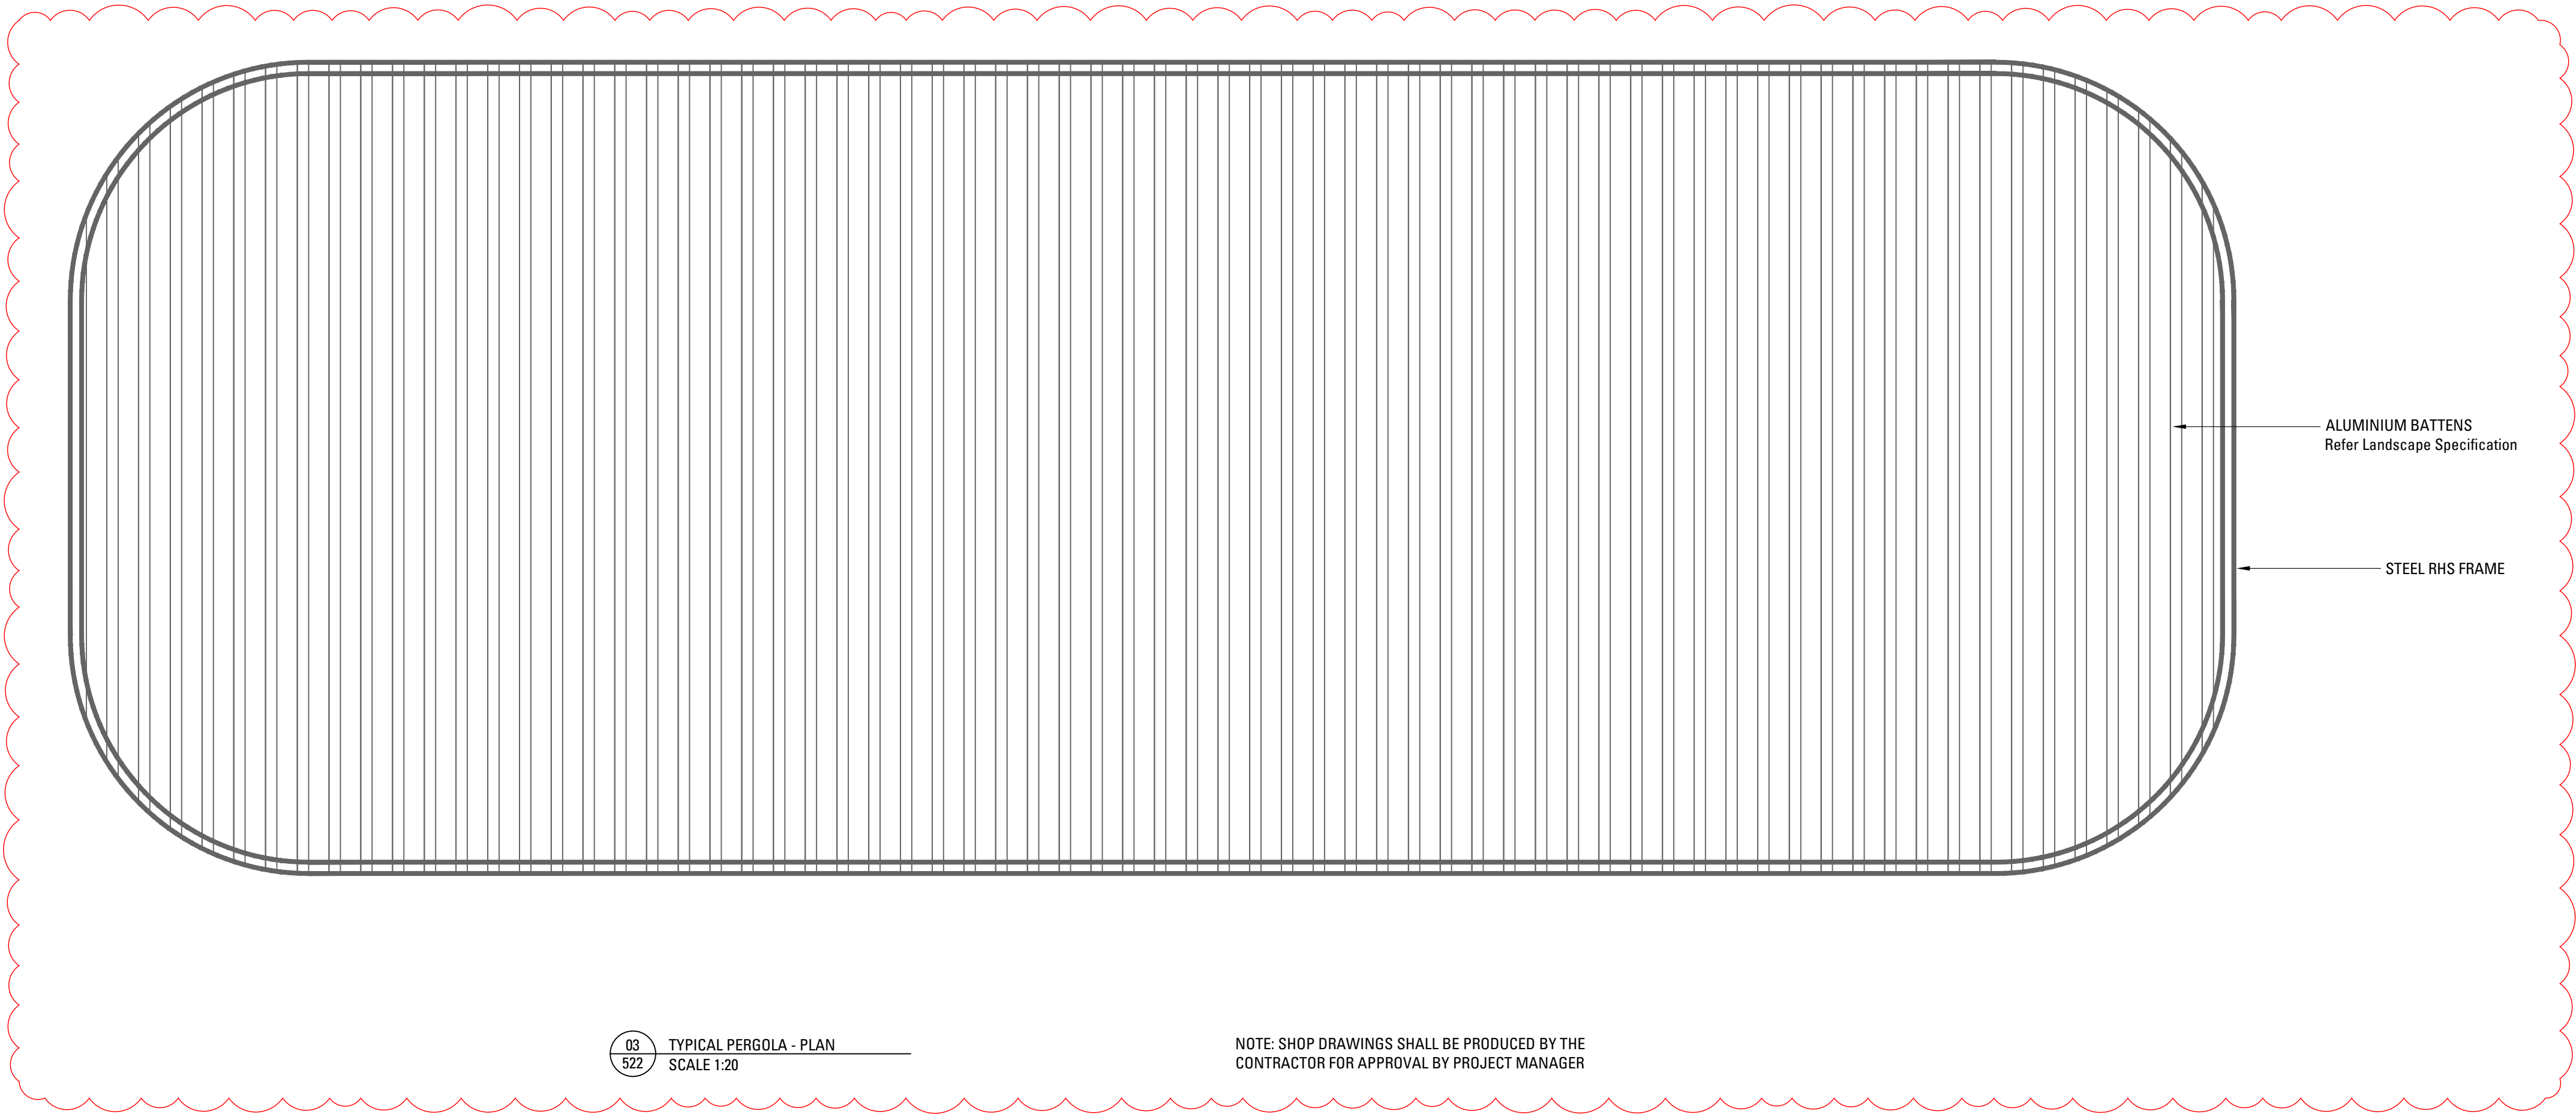 ALUMINIUM BATTENS
Refer Landscape Specification
STEEL RHS FRAME
03
522
TYPICAL PERGOLA - PLAN
SCALE 1:20
NOTE: SHOP DRAWINGS SHALL BE PRODUCED BY THE
CONTRACTOR FOR APPROVAL BY PROJECT MANAGER